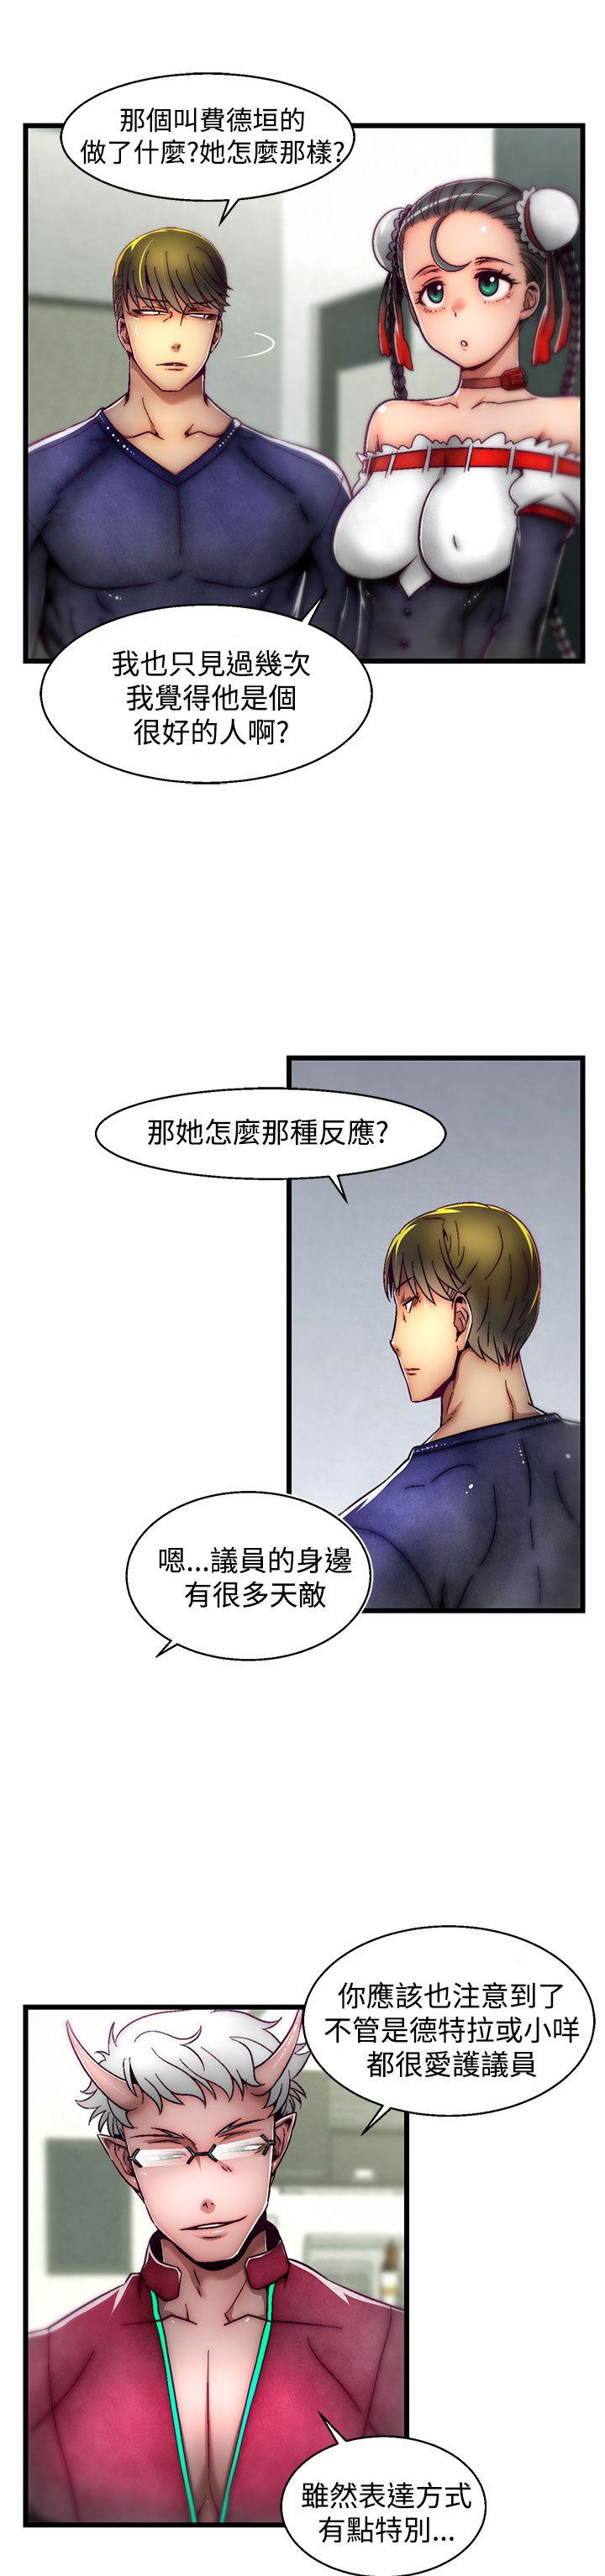 那個叫費德垣的
做了什麼?她怎麼那樣?
我也只見過幾次
我覺得他是個
很好的人啊?
那她怎麼那種反應?
嗯...議員的身邊
有很多天敵
你應該也注意到了
不管是德特拉或小咩
都很愛護議員
雖然表達方式
有點特別...